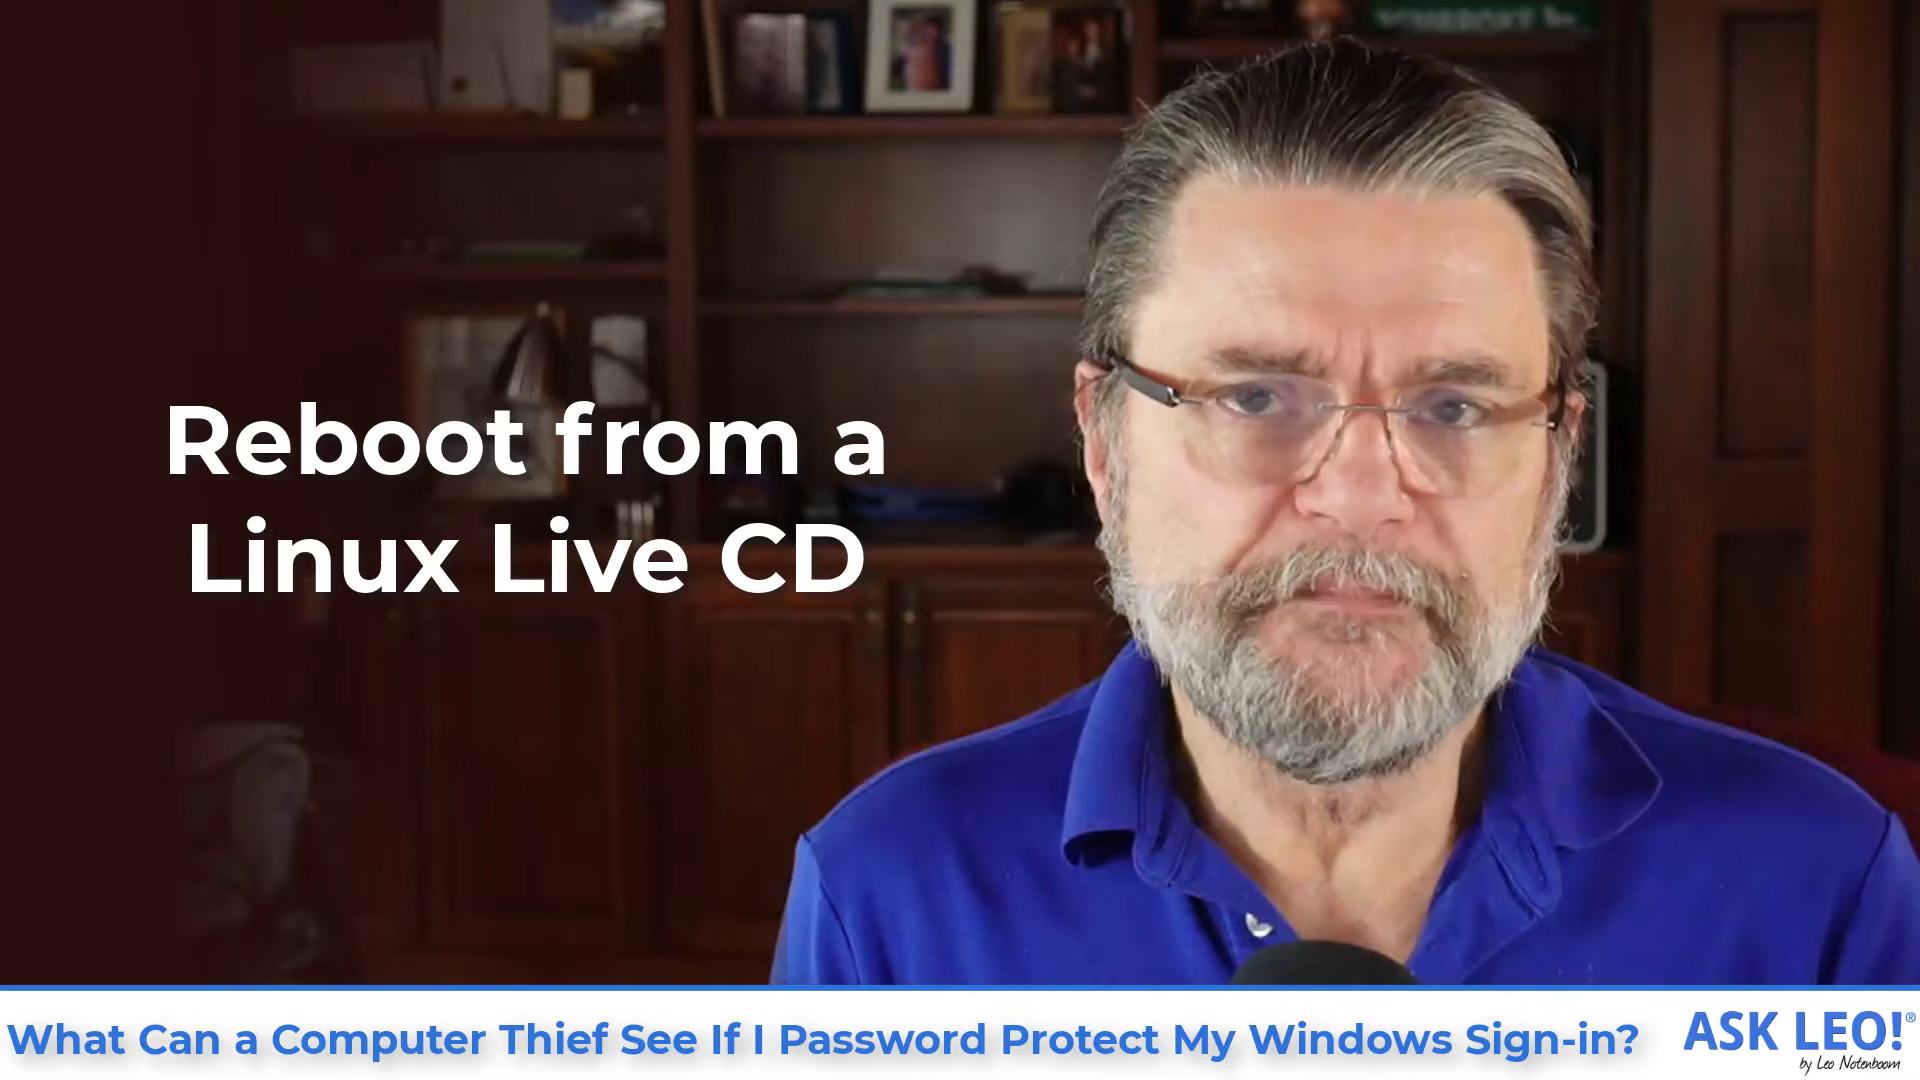 Reboot from a
Linux Live CD
What Can a Computer Thief See If I Password Protect My Windows Sign-in?
ASK LEO!®
by Leo Notenboom